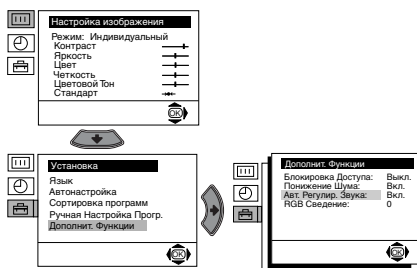 Настройка изображения
Режим: Индивидуальный
Контраст
Яркость
Цвет
Четкость
Цветовой Тон
Стандарт
OK
Установка
Язык
Автонастройка
Сортировка программ
Ручная Настройка Прогр.
Дополнит. Функции
OK
Дополнит. Функции
Блокировка Доступа: Выкл.
Понижение Шума: Вкл.
Авт. Регулир. Звука: Вкл.
RGB Сведение: 0
OK